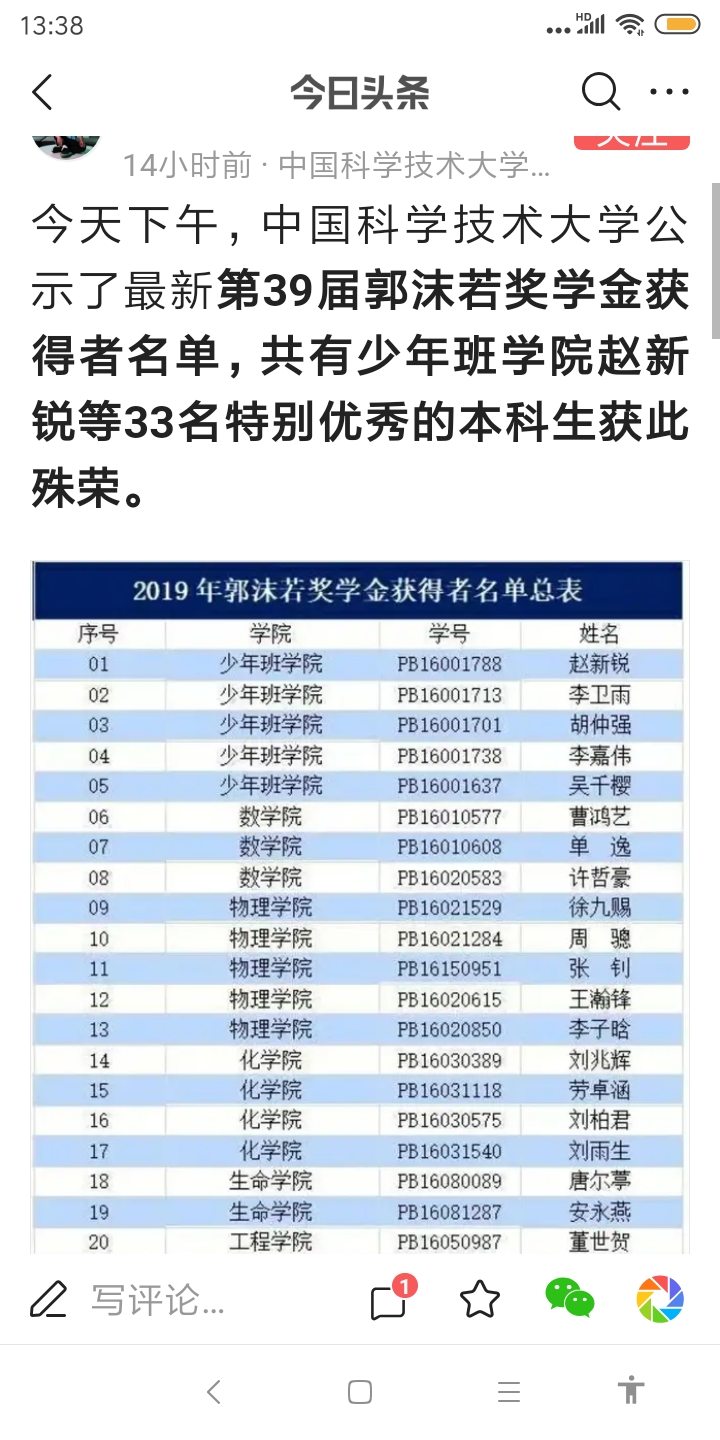 13:38
HD
今日头条
关注
14小时前 · 中国科学技术大学...
今天下午，中国科学技术大学公
示了最新第39届郭沫若奖学金获
得者名单，共有少年班学院赵新
锐等33名特别优秀的本科生获此
殊荣。
2019 年郭沫若奖学金获得者名单总表
序号 学院 学号 姓名
01 少年班学院 PB16001788 赵新锐
02 少年班学院 PB16001713 李卫雨
03 少年班学院 PB16001701 胡仲强
04 少年班学院 PB16001738 李嘉伟
05 少年班学院 PB16001637 吴千樱
06 数学院 PB16010577 曹鸿艺
07 数学院 PB16010608 单 逸
08 数学院 PB16020583 许哲豪
09 物理学院 PB16021529 徐九赐
10 物理学院 PB16021284 周 骢
11 物理学院 PB16150951 张 钊
12 物理学院 PB16020615 王瀚锋
13 物理学院 PB16020850 李子晗
14 化学院 PB16030389 刘兆辉
15 化学院 PB16031118 劳卓涵
16 化学院 PB16030575 刘柏君
17 化学院 PB16031540 刘雨生
18 生命学院 PB16080089 唐尔葶
19 生命学院 PB16081287 安永燕
20 工程学院 PB16050987 董世贺
写评论...
1